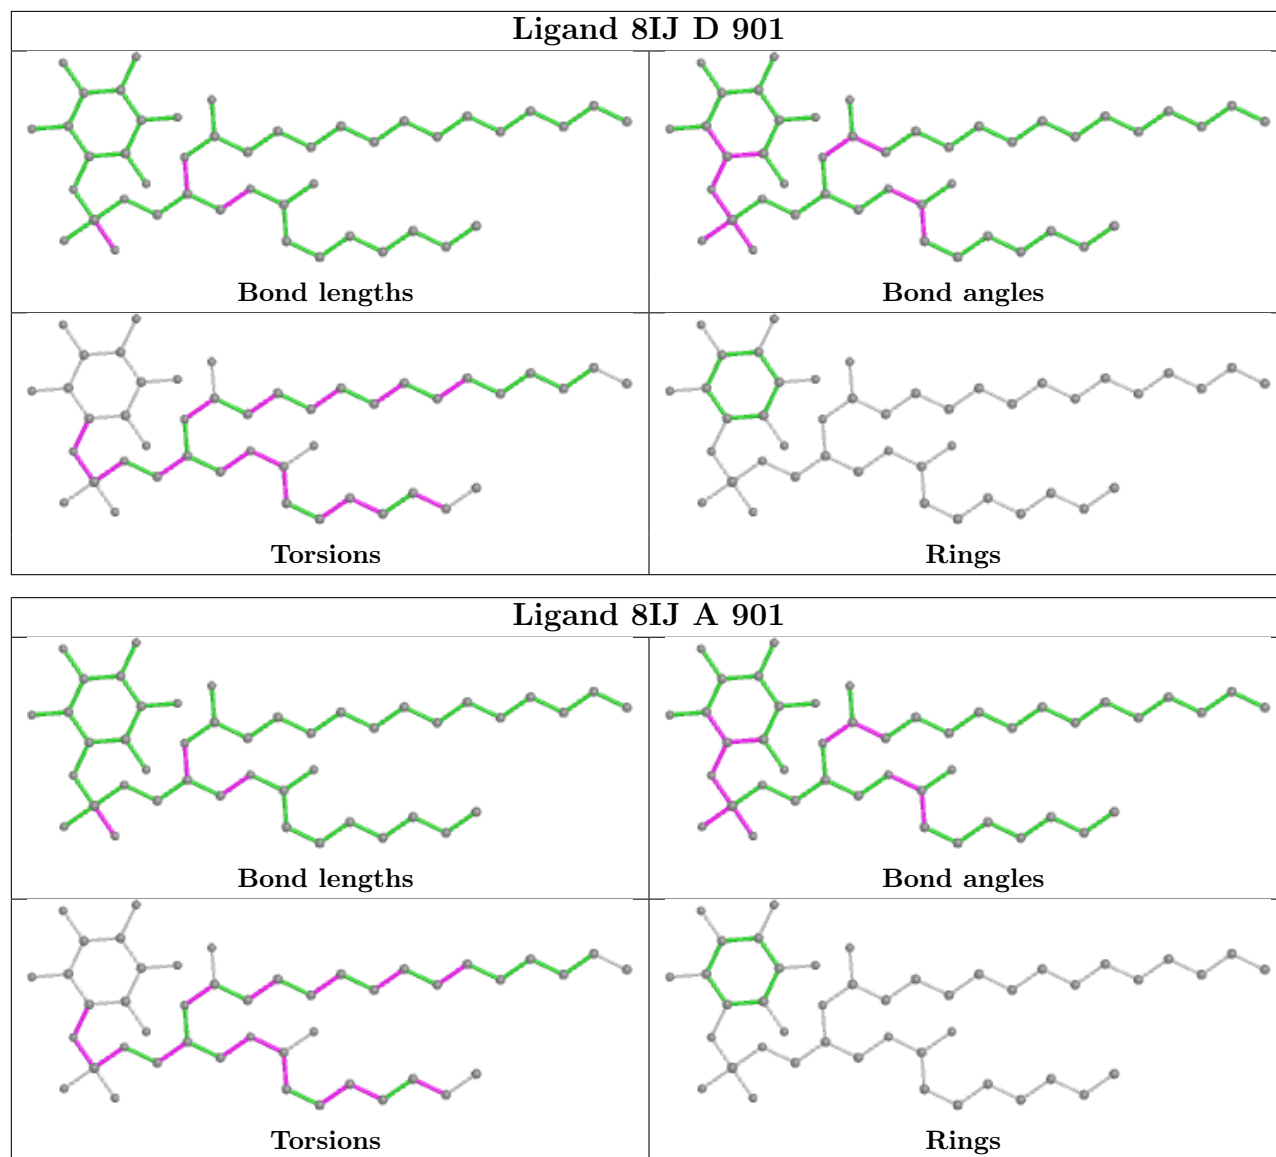 Ligand 8IJ D 901
Bond lengths
Bond angles
Torsions
Rings
Ligand 8IJ A 901
Bond lengths
Bond angles
Torsions
Rings